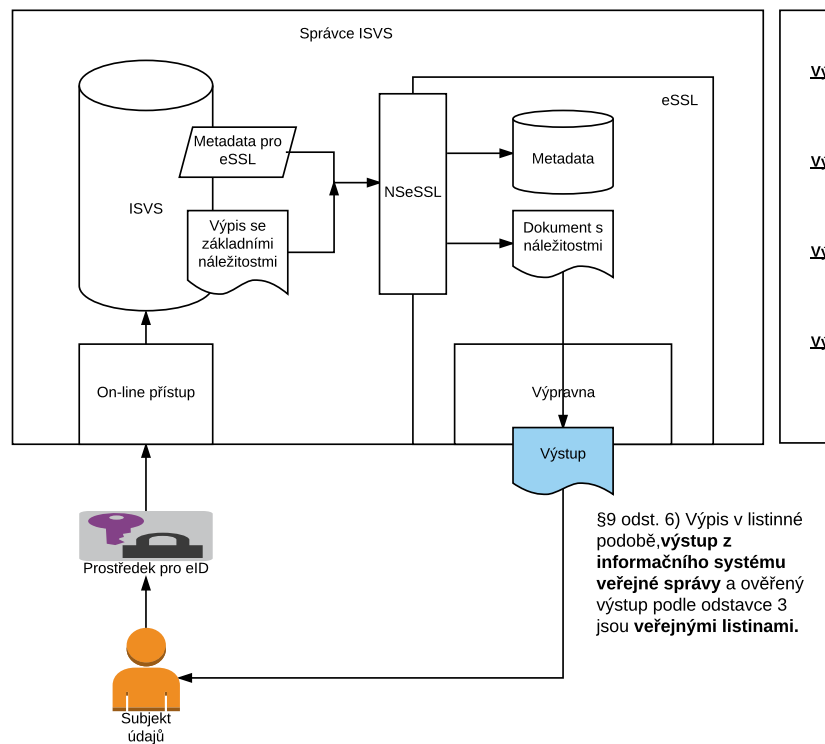 Správce ISVS
eSSL
Metadata pro
eSSL
ISVS
Výpis se
základními
náležitostmi
NSeSSL
Metadata
Dokument s
náležitostmi
On-line přístup
Výpravna
Výstup
Prostředek pro eID
Subjekt
údajů
§9 odst. 6) Výpis v listinné
podobě,výstup z
informačního systému
veřejné správy a ověřený
výstup podle odstavce 3
jsou veřejnými listinami.